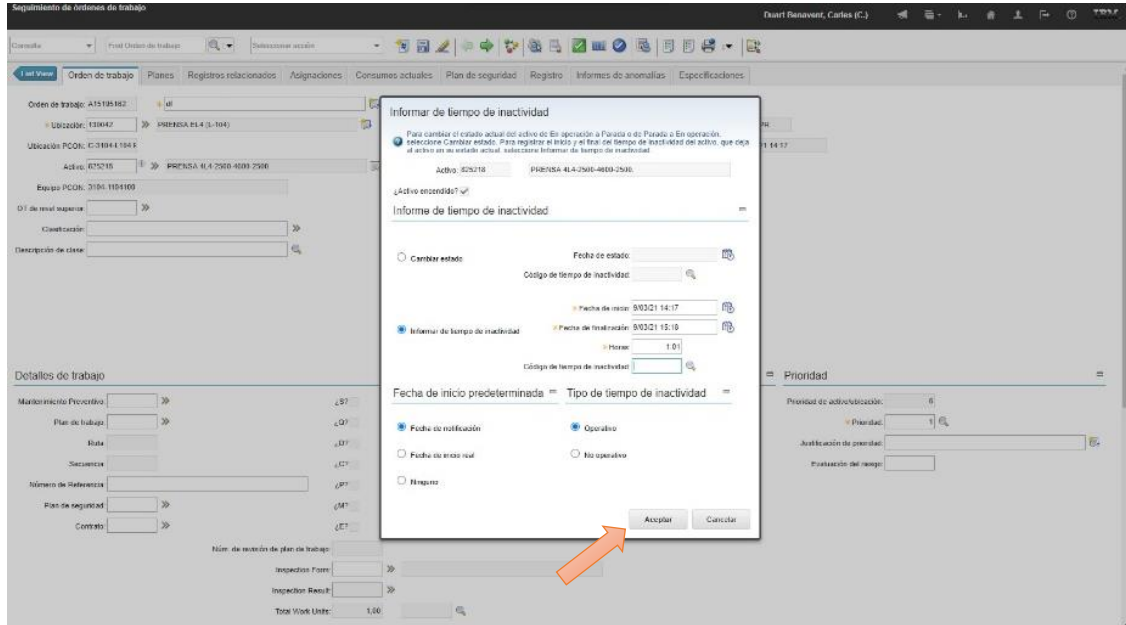 Seguimiento de órdenes de trabajo
Duart Benavent, Carles (C.)
IBM
Consulta
Find Orden de trabajo
Seleccionar acción
List View
Orden de trabajo
Planes
Registros relacionados
Asignaciones
Consumos actuales
Plan de seguridad
Registro
Informes de anomalías
Especificaciones
Orden de trabajo: A15195162
dl
Ubicación: 130042
PRENSA EL4 (L-104)
Ubicación PCON:
Activo: 825218
PRENSA 4L4-2500-4600-2500
Equipo PCON: 3104-1104100
OT de nivel superior:
Clasificación:
Descripción de clase:
Informar de tiempo de inactividad
Para cambiar el estado actual del activo de En operación a Parada o de Parada a En operación,
seleccione Cambiar estado. Para registrar el inicio y el final del tiempo de inactividad del activo, que deja
al activo en su estado actual, seleccione Informar de tiempo de inactividad
Activo: 825218
PRENSA 4L4-2500-4600-2500.
¿Activo encendido?
Informe de tiempo de inactividad
Cambiar estado
Fecha de estado:
Código de tiempo de inactividad:
Informar de tiempo de inactividad
Fecha de inicio: 9/03/21 14:17
Fecha de finalización: 9/03/21 15:18
Horas: 1:01
Código de tiempo de inactividad:
Fecha de inicio predeterminada
Tipo de tiempo de inactividad
Fecha de notificación
Operativo
Fecha de inicio real
No operativo
Ninguno
Aceptar
Cancelar
Detalles de trabajo
Prioridad
Mantenimiento Preventivo:
¿S?
Prioridad de activo/ubicación: 6
Plan de trabajo:
¿Q?
Prioridad: 1
Ruta:
¿D?
Justificación de prioridad:
Secuencia:
¿C?
Evaluación del riesgo:
Número de Referencia:
¿P?
Plan de seguridad:
¿M?
Contrato:
¿E?
Núm. de revisión de plan de trabajo:
Inspection Form:
Inspection Result:
Total Work Units: 1,00